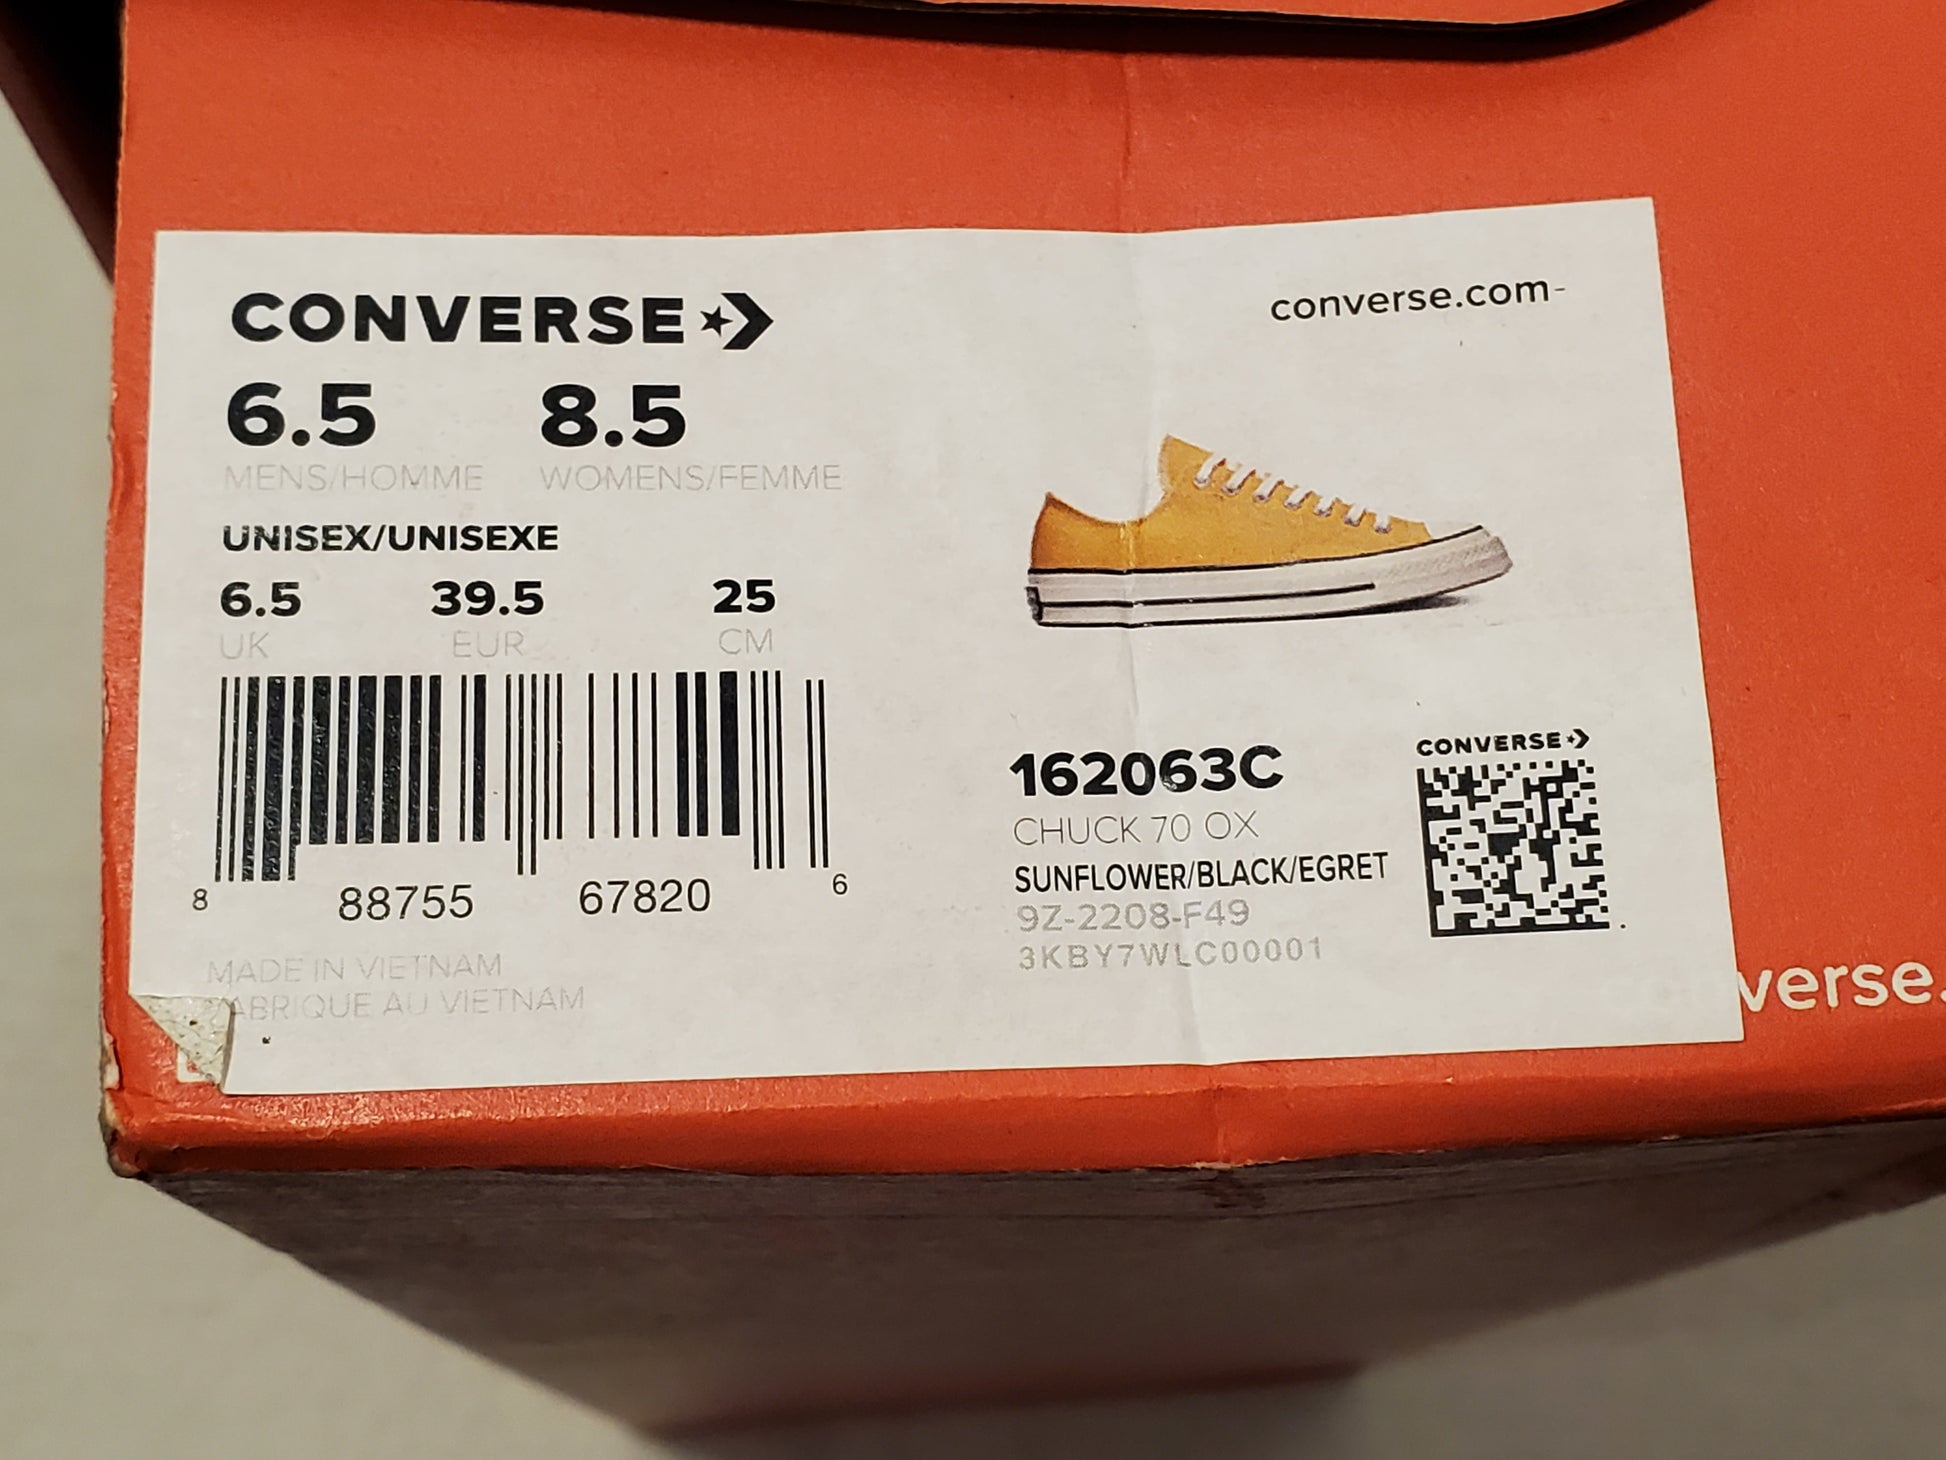 CONVERSE
converse.com
6.5 8.5
MENS/HOMME WOMENS/FEMME
UNISEX/UNISEXE
6.5 39.5 25
UK EUR CM
8 88755 67820 6
MADE IN VIETNAM
FABRIQUE AU VIETNAM
162063C
CHUCK 70 OX
SUNFLOWER/BLACK/EGRET
9Z-2208-F49
3KBY7WLC00001
CONVERSE
verse.